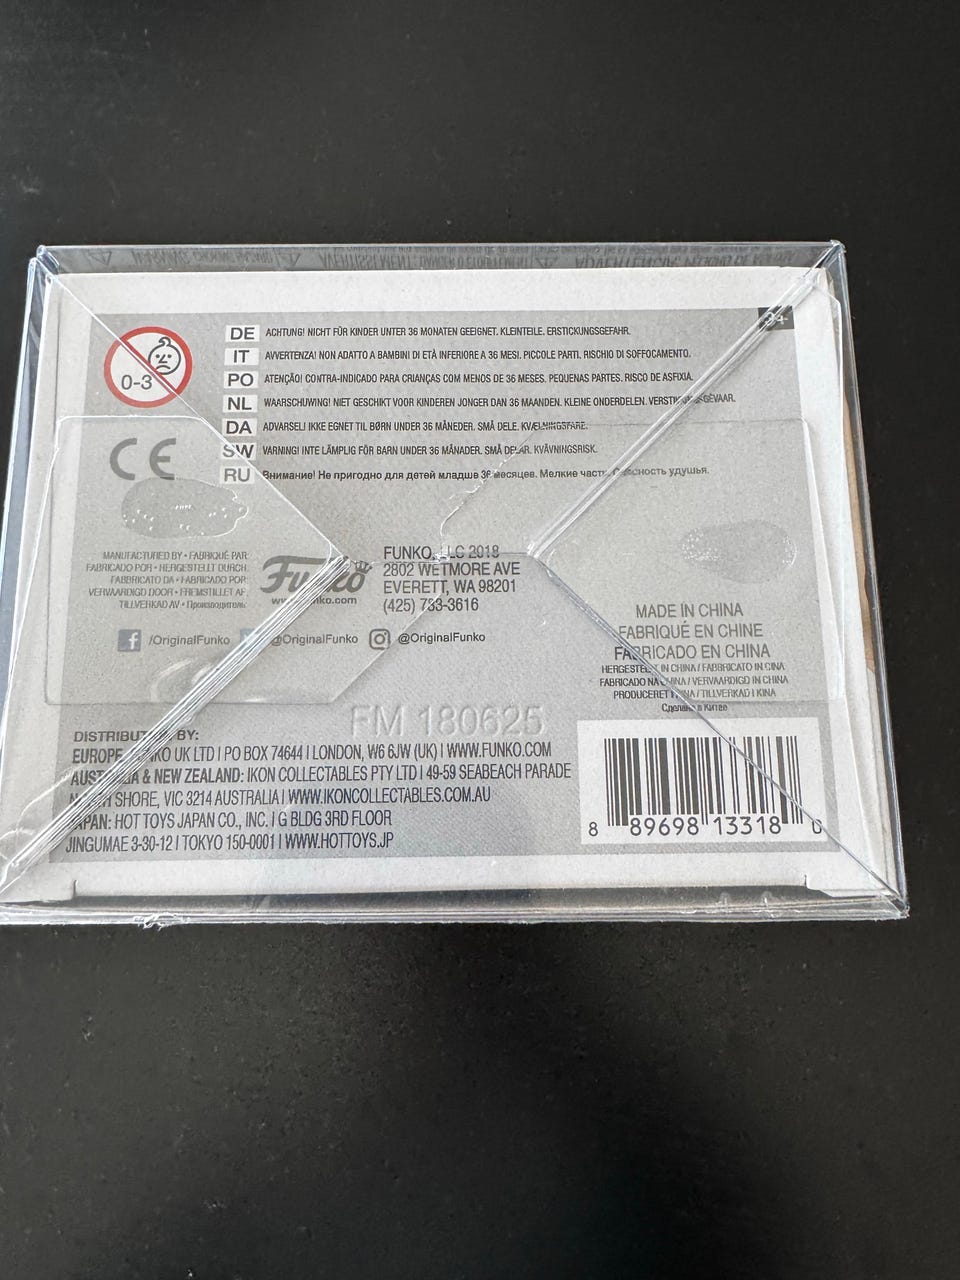 3+
0-3
DE ACHTUNG! NICHT FÜR KINDER UNTER 36 MONATEN GEEIGNET. KLEINTEILE. ERSTICKUNGSGEFAHR.
IT AVVERTENZA! NON ADATTO A BAMBINI DI ETÀ INFERIORE A 36 MESI. PICCOLE PARTI. RISCHIO DI SOFFOCAMENTO.
PO ATENÇÃO! CONTRA-INDICADO PARA CRIANÇAS COM MENOS DE 36 MESES. PEQUENAS PARTES. RISCO DE ASFIXIA.
NL WAARSCHUWING! NIET GESCHIKT VOOR KINDEREN JONGER DAN 36 MAANDEN. KLEINE ONDERDELEN. VERSTIKKINGSGEVAAR.
DA ADVARSEL! IKKE EGNET TIL BØRN UNDER 36 MÅNEDER. SMÅ DELE. KVÆLNINGSFARE.
SW VARNING! INTE LÄMPLIG FÖR BARN UNDER 36 MÅNADER. SMÅ DELAR. KVÄVNINGSRISK.
RU Внимание! Не пригодно для детей младше 36 месяцев. Мелкие части. Опасность удушья.
CE
MANUFACTURED BY • FABRIQUÉ PAR
FABRICADO POR • HERGESTELLT DURCH
FABBRICATO DA • FABRICADO POR
VERVAARDIGD DOOR • FREMSTILLET AF
TILLVERKAD AV • Производитель:
Funko
www.funko.com
FUNKO, LLC 2018
2802 WETMORE AVE
EVERETT, WA 98201
(425) 733-3616
/OriginalFunko @OriginalFunko @OriginalFunko
MADE IN CHINA
FABRIQUÉ EN CHINE
FABRICADO EN CHINA
HERGESTELLT IN CHINA / FABBRICATO IN CINA
FABRICADO NA CHINA / VERVAARDIGD IN CHINA
PRODUCERET I KINA / TILLVERKAD I KINA
Сделано в Китае
FM 180625
DISTRIBUTED BY:
EUROPE: FUNKO UK LTD | PO BOX 74644 | LONDON, W6 6JW (UK) | WWW.FUNKO.COM
AUSTRALIA & NEW ZEALAND: IKON COLLECTABLES PTY LTD | 49-59 SEABEACH PARADE
NORTH SHORE, VIC 3214 AUSTRALIA | WWW.IKONCOLLECTABLES.COM.AU
JAPAN: HOT TOYS JAPAN CO., INC. | G BLDG 3RD FLOOR
JINGUMAE 3-30-12 | TOKYO 150-0001 | WWW.HOTTOYS.JP
8 89698 13318 0